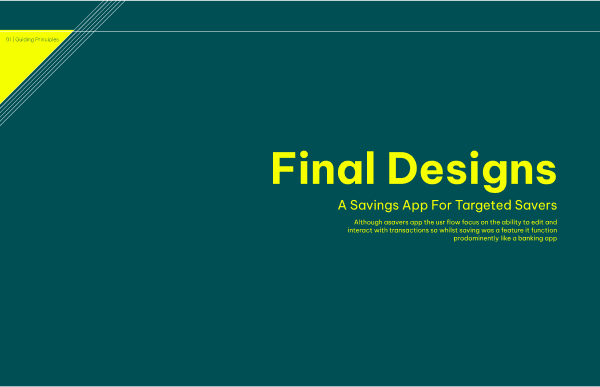 01 | Guiding Principles
Final Designs
A Savings App For Targeted Savers
Although asavers app the usr flow focus on the ability to edit and
interact with transactions so whilst saving was a feature it function
prodominently like a banking app